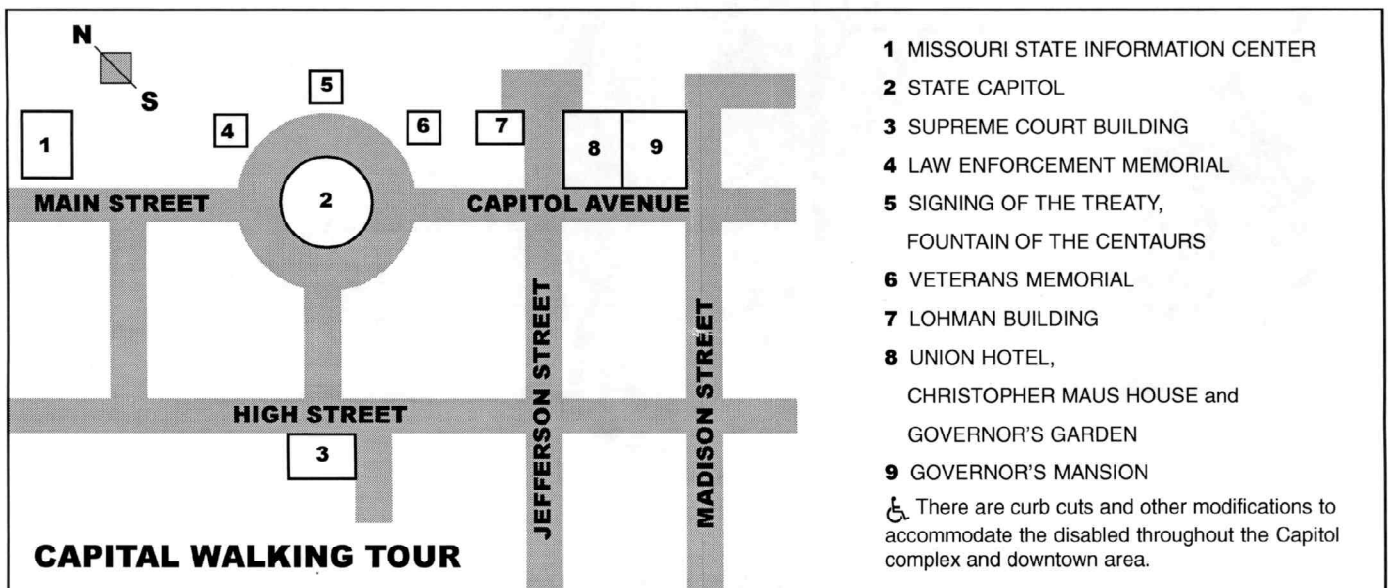 N
S
5
4
6
7
1
8
9
2
MAIN STREET
CAPITOL AVENUE
JEFFERSON STREET
MADISON STREET
HIGH STREET
3
CAPITAL WALKING TOUR
1 MISSOURI STATE INFORMATION CENTER
2 STATE CAPITOL
3 SUPREME COURT BUILDING
4 LAW ENFORCEMENT MEMORIAL
5 SIGNING OF THE TREATY,
FOUNTAIN OF THE CENTAURS
6 VETERANS MEMORIAL
7 LOHMAN BUILDING
8 UNION HOTEL,
CHRISTOPHER MAUS HOUSE and
GOVERNOR'S GARDEN
9 GOVERNOR'S MANSION
There are curb cuts and other modifications to
accommodate the disabled throughout the Capitol
complex and downtown area.